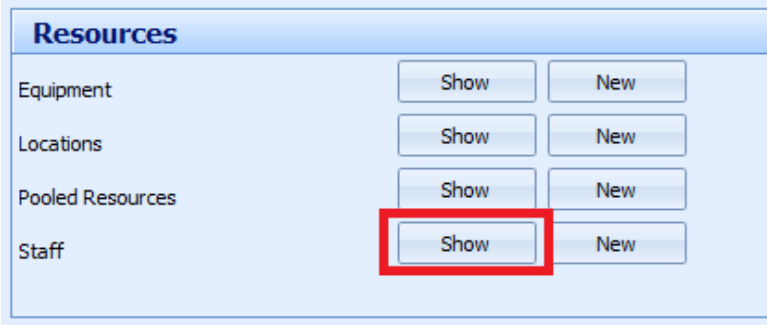 Resources
Equipment Show New
Locations Show New
Pooled Resources Show New
Staff Show New